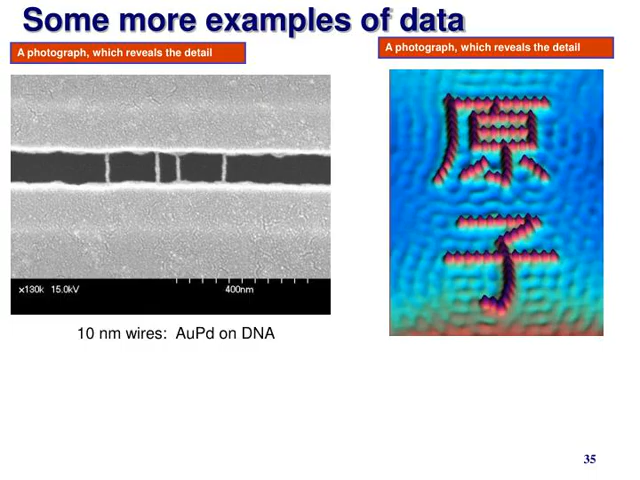 Some more examples of data
A photograph, which reveals the detail
A photograph, which reveals the detail
×130k 15.0kV 400nm
原
子
10 nm wires: AuPd on DNA
35